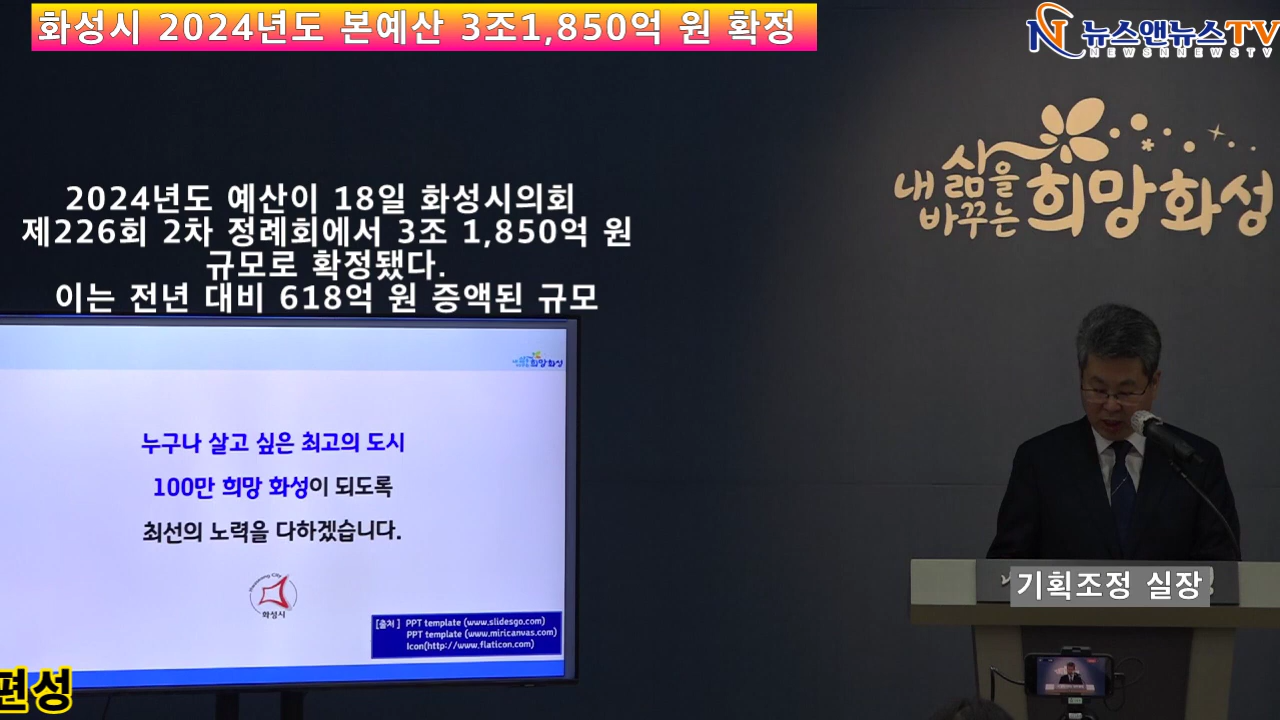 화성시 2024년도 본예산 3조1,850억 원 확정
뉴스앤뉴스TV
NEWSNNEWSTV
내 삶을
바꾸는
희망화성
2024년도 예산이 18일 화성시의회
제226회 2차 정례회에서 3조 1,850억 원
규모로 확정됐다.
이는 전년 대비 618억 원 증액된 규모
희망화성
누구나 살고 싶은 최고의 도시
100만 희망 화성이 되도록
최선의 노력을 다하겠습니다.
Hwaseong City
화성시
[출처] PPT template (www.slidesgo.com)
PPT template (www.miricanvas.com)
Icon(http://www.flaticon.com)
기획조정 실장
편성